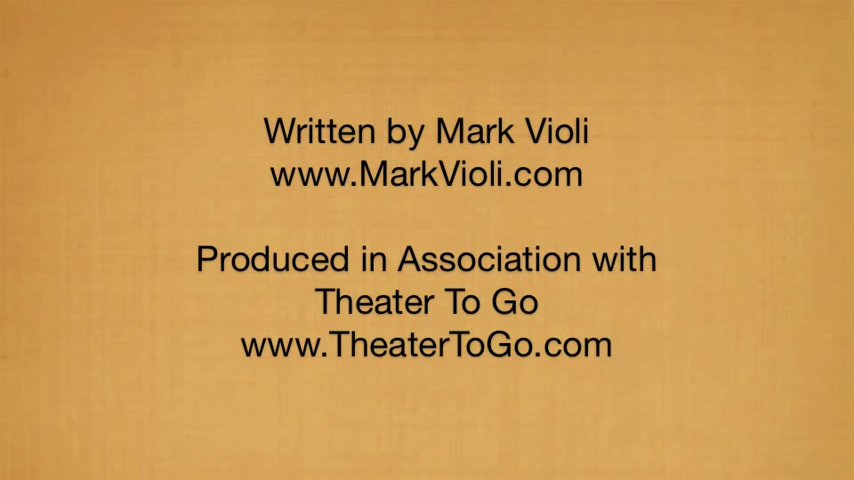 Written by Mark Violi
www.MarkVioli.com
Produced in Association with
Theater To Go
www.TheaterToGo.com